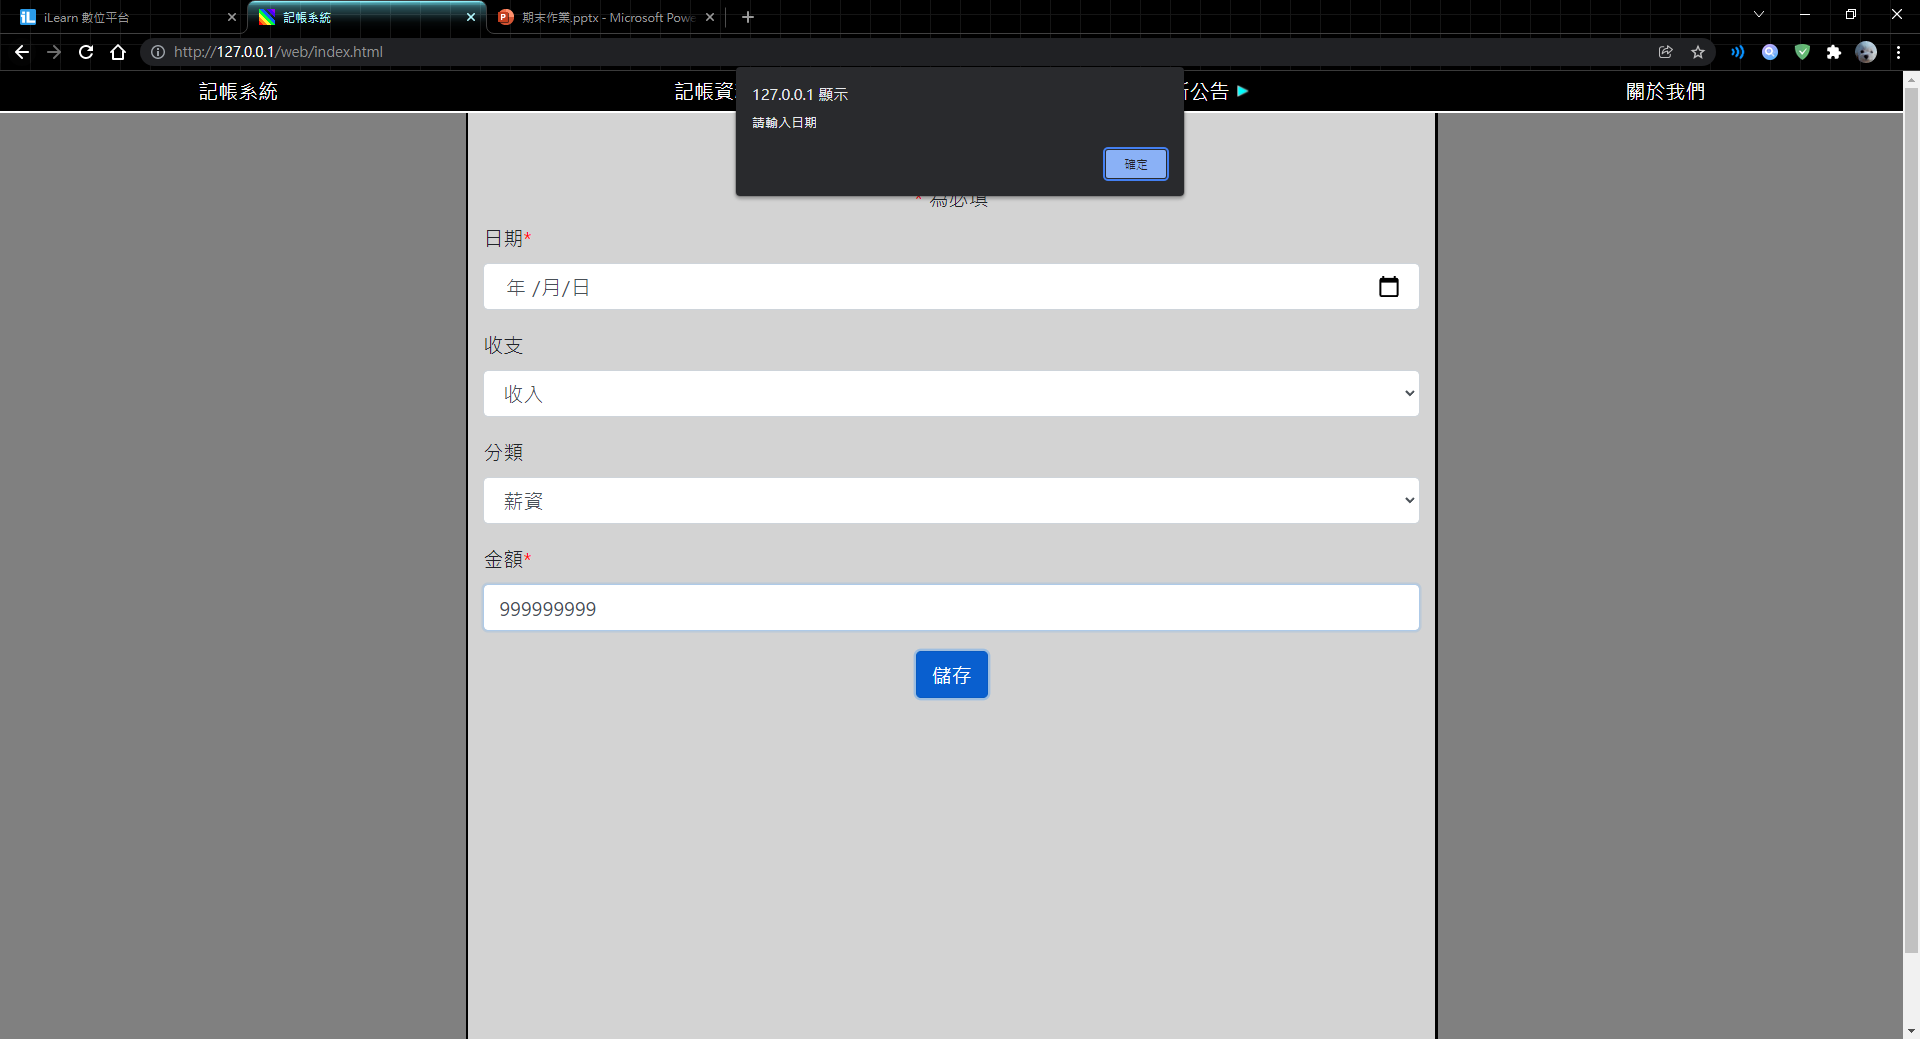 iLearn 數位平台
記帳系統
期末作業.pptx - Microsoft Powe
http://127.0.0.1/web/index.html
記帳系統
記帳資
公告
關於我們
127.0.0.1 顯示
請輸入日期
確定
* 為必填
日期*
年 /月/日
收支
收入
分類
薪資
金額*
999999999
儲存